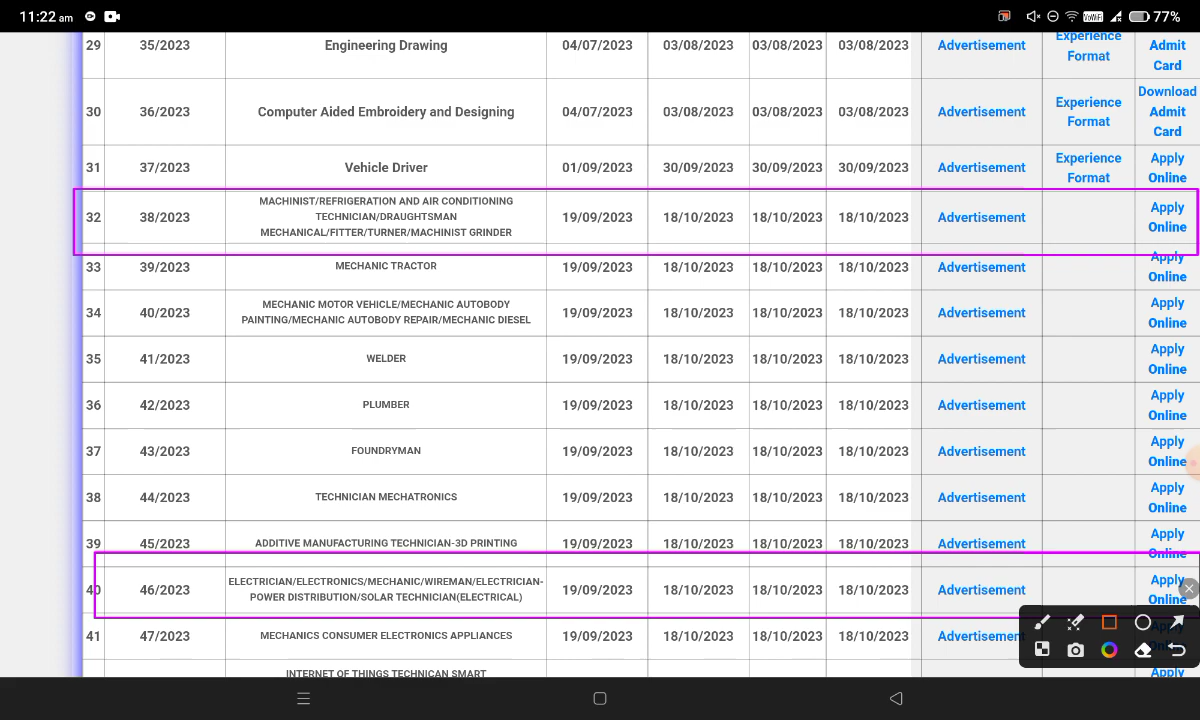 11:22 am
VoWiFi
77%
29 35/2023 Engineering Drawing 04/07/2023 03/08/2023 03/08/2023 03/08/2023 Advertisement Experience Format Admit Card
30 36/2023 Computer Aided Embroidery and Designing 04/07/2023 03/08/2023 03/08/2023 03/08/2023 Advertisement Experience Format Download Admit Card
31 37/2023 Vehicle Driver 01/09/2023 30/09/2023 30/09/2023 30/09/2023 Advertisement Experience Format Apply Online
32 38/2023 MACHINIST/REFRIGERATION AND AIR CONDITIONING
TECHNICIAN/DRAUGHTSMAN
MECHANICAL/FITTER/TURNER/MACHINIST GRINDER 19/09/2023 18/10/2023 18/10/2023 18/10/2023 Advertisement Apply Online
33 39/2023 MECHANIC TRACTOR 19/09/2023 18/10/2023 18/10/2023 18/10/2023 Advertisement Apply Online
34 40/2023 MECHANIC MOTOR VEHICLE/MECHANIC AUTOBODY
PAINTING/MECHANIC AUTOBODY REPAIR/MECHANIC DIESEL 19/09/2023 18/10/2023 18/10/2023 18/10/2023 Advertisement Apply Online
35 41/2023 WELDER 19/09/2023 18/10/2023 18/10/2023 18/10/2023 Advertisement Apply Online
36 42/2023 PLUMBER 19/09/2023 18/10/2023 18/10/2023 18/10/2023 Advertisement Apply Online
37 43/2023 FOUNDRYMAN 19/09/2023 18/10/2023 18/10/2023 18/10/2023 Advertisement Apply Online
38 44/2023 TECHNICIAN MECHATRONICS 19/09/2023 18/10/2023 18/10/2023 18/10/2023 Advertisement Apply Online
39 45/2023 ADDITIVE MANUFACTURING TECHNICIAN-3D PRINTING 19/09/2023 18/10/2023 18/10/2023 18/10/2023 Advertisement Apply Online
40 46/2023 ELECTRICIAN/ELECTRONICS/MECHANIC/WIREMAN/ELECTRICIAN-
POWER DISTRIBUTION/SOLAR TECHNICIAN(ELECTRICAL) 19/09/2023 18/10/2023 18/10/2023 18/10/2023 Advertisement Apply Online
41 47/2023 MECHANICS CONSUMER ELECTRONICS APPLIANCES 19/09/2023 18/10/2023 18/10/2023 18/10/2023 Advertisement
INTERNET OF THINGS TECHNICAN SMART Apply